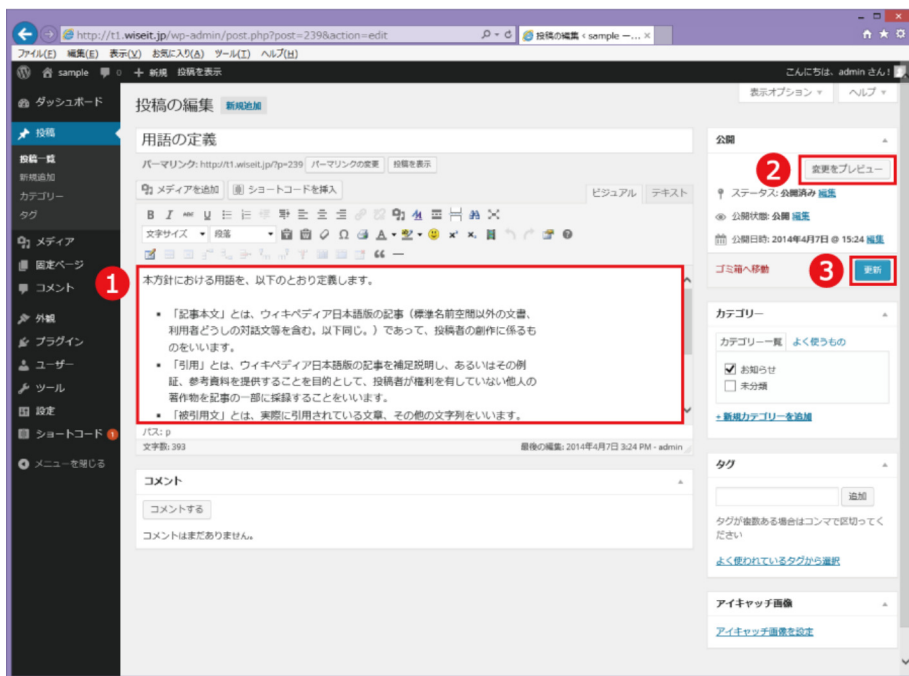 http://t1.wiseit.jp/wp-admin/post.php?post=239&action=edit
投稿の編集 ‹ sample —... ×
ファイル(F) 編集(E) 表示(V) お気に入り(A) ツール(T) ヘルプ(H)
sample 0 + 新規 投稿を表示
こんにちは、admin さん!
表示オプション ▼ ヘルプ ▼
ダッシュボード
投稿
投稿一覧
新規追加
カテゴリー
タグ
メディア
固定ページ
コメント
外観
プラグイン
ユーザー
ツール
設定
ショートコード 1
メニューを閉じる
投稿の編集 新規追加
用語の定義
パーマリンク: http://t1.wiseit.jp/?p=239 パーマリンクの変更 投稿を表示
メディアを追加 ショートコードを挿入
ビジュアル テキスト
B I ABC U
文字サイズ 段落
1
本方針における用語を、以下のとおり定義します。
• 「記事本文」とは、ウィキペディア日本語版の記事(標準名前空間以外の文書、
利用者どうしの対話文等を含む。以下同じ。)であって、投稿者の創作に係るも
のをいいます。
• 「引用」とは、ウィキペディア日本語版の記事を補足説明し、あるいはその例
証、参考資料を提供することを目的として、投稿者が権利を有していない他人の
著作物を記事の一部に採録することをいいます。
• 「被引用文」とは、実際に引用されている文章、その他の文字列をいいます。
パス: p
文字数: 393
最後の編集: 2014年4月7日 3:24 PM - admin
コメント
コメントする
コメントはまだありません。
公開
2
変更をプレビュー
ステータス: 公開済み 編集
公開状態: 公開 編集
公開日時: 2014年4月7日 @ 15:24 編集
ゴミ箱へ移動
3
更新
カテゴリー
カテゴリー一覧 よく使うもの
お知らせ
未分類
+ 新規カテゴリーを追加
タグ
追加
タグが複数ある場合はコンマで区切ってく
ださい
よく使われているタグから選択
アイキャッチ画像
アイキャッチ画像を設定